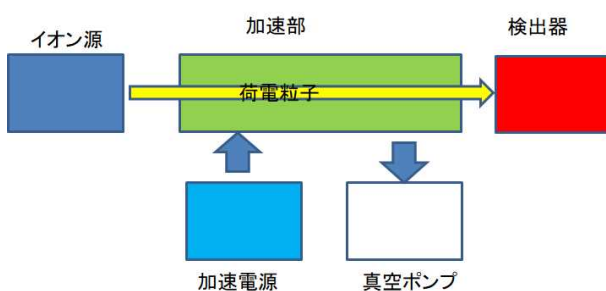 イオン源
加速部
検出器
荷電粒子
加速電源
真空ポンプ